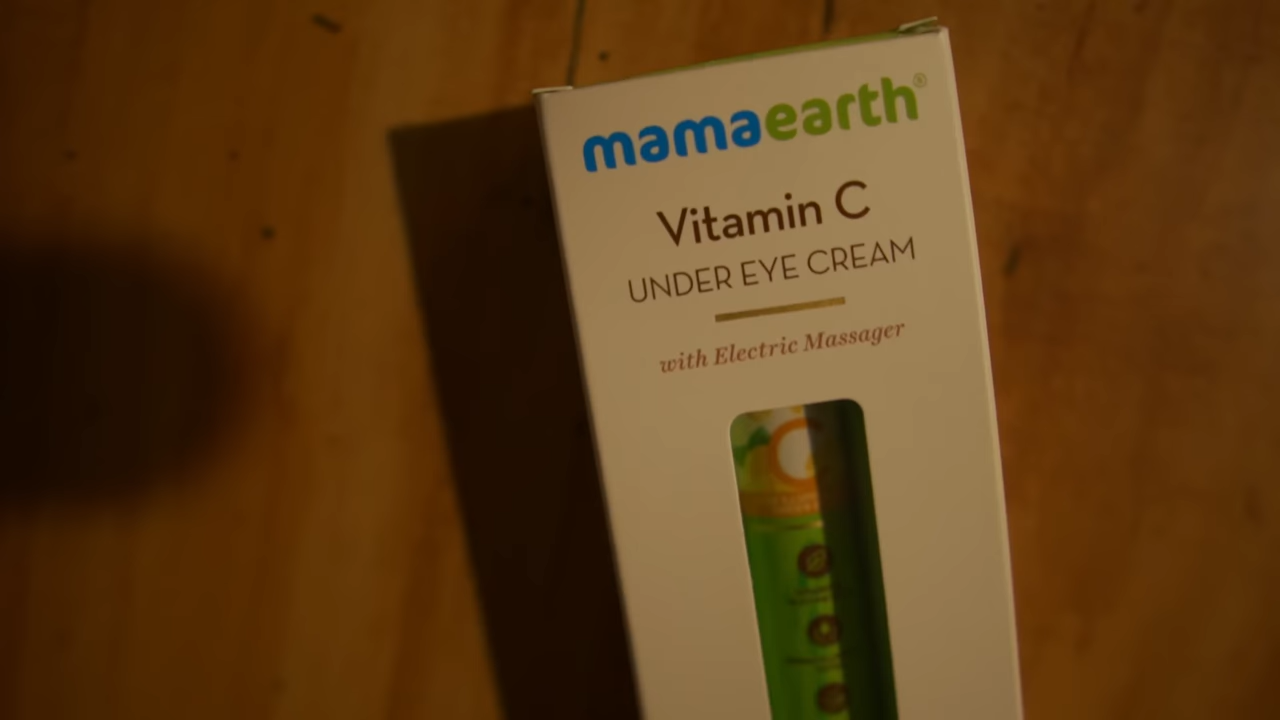 mamaearth®
Vitamin C
UNDER EYE CREAM
with Electric Massager
C